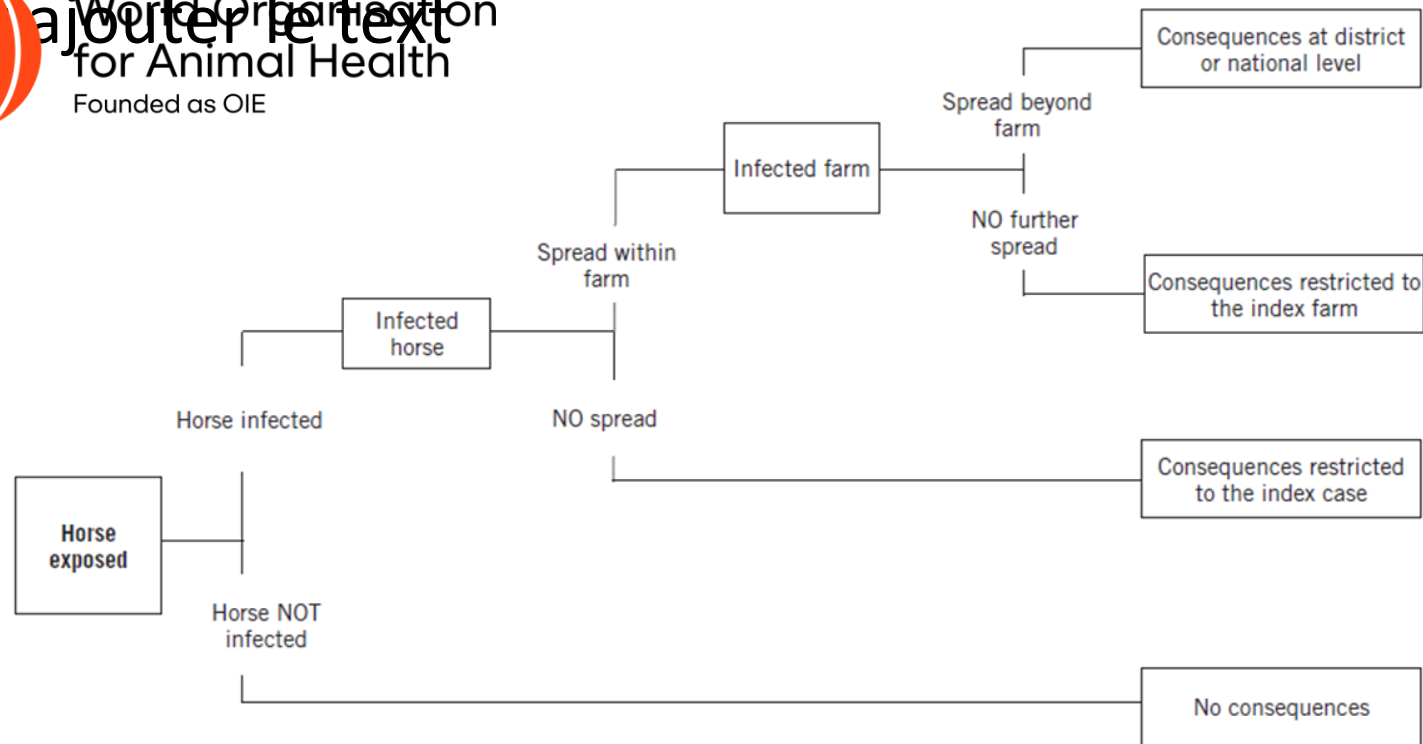 ajouter le text
World Organisation
for Animal Health
Founded as OIE
Consequences at district
or national level
Spread beyond
farm
Infected farm
NO further
spread
Spread within
farm
Consequences restricted to
the index farm
Infected
horse
Horse infected
NO spread
Consequences restricted
to the index case
Horse
exposed
Horse NOT
infected
No consequences